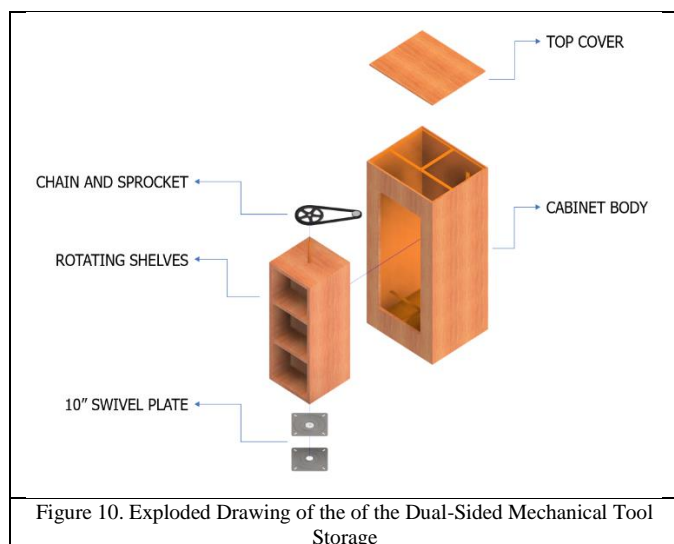 TOP COVER
CHAIN AND SPROCKET
CABINET BODY
ROTATING SHELVES
10” SWIVEL PLATE
Figure 10. Exploded Drawing of the of the Dual-Sided Mechanical Tool
Storage